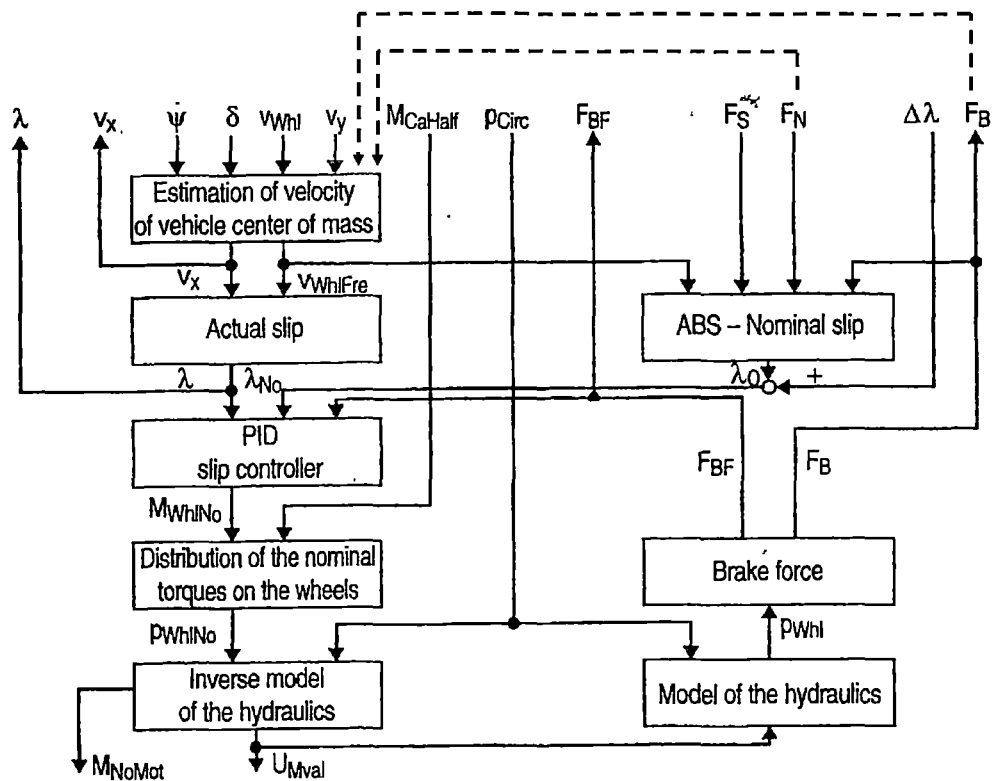 λ vx ψ̇ δ vWhl vy MCaHalf pCirc FBF FS FN Δλ FB
Estimation of velocity
of vehicle center of mass
vx vWhlFre
Actual slip
ABS – Nominal slip
λ λNo λ0 +
PID
slip controller
FBF FB
MWhlNo
Distribution of the nominal
torques on the wheels
Brake force
pWhlNo pWhl
Inverse model
of the hydraulics
Model of the hydraulics
MNoMot UMval